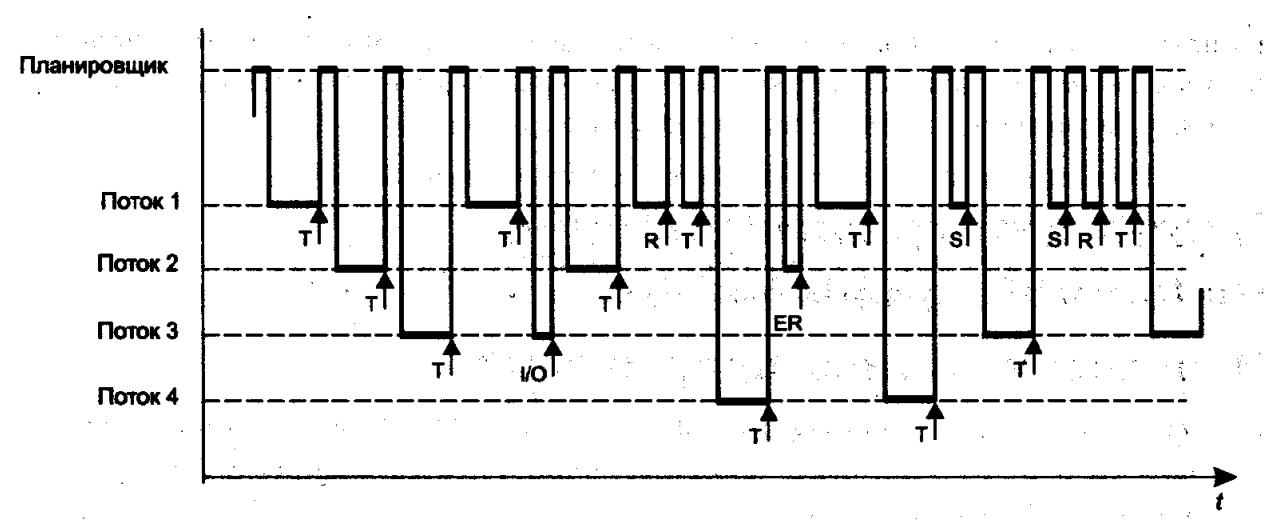 Планировщик
Поток 1
T T R T T S S R T
Поток 2
T T ER
Поток 3
T I/O T
Поток 4
T T
t